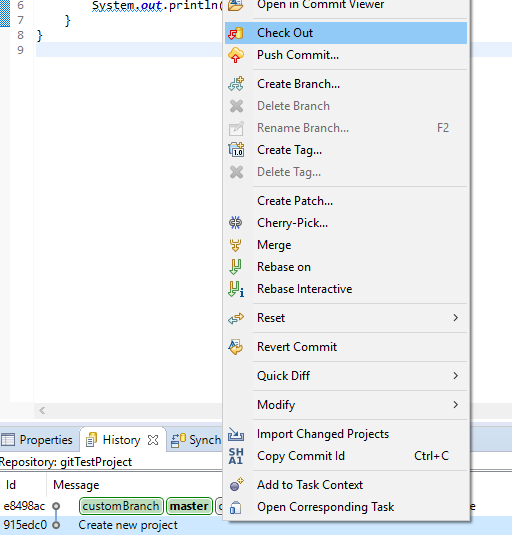 6 System.out.println(
7 }
8 }
9
Open in Commit Viewer
Check Out
Push Commit...
Create Branch...
Delete Branch
Rename Branch... F2
Create Tag...
Delete Tag...
Create Patch...
Cherry-Pick...
Merge
Rebase on
Rebase Interactive
Reset
Revert Commit
Quick Diff
Modify
Import Changed Projects
Copy Commit Id Ctrl+C
Add to Task Context
Open Corresponding Task
Properties History Synch
Repository: gitTestProject
Id Message
e8498ac customBranch master
915edc0 Create new project